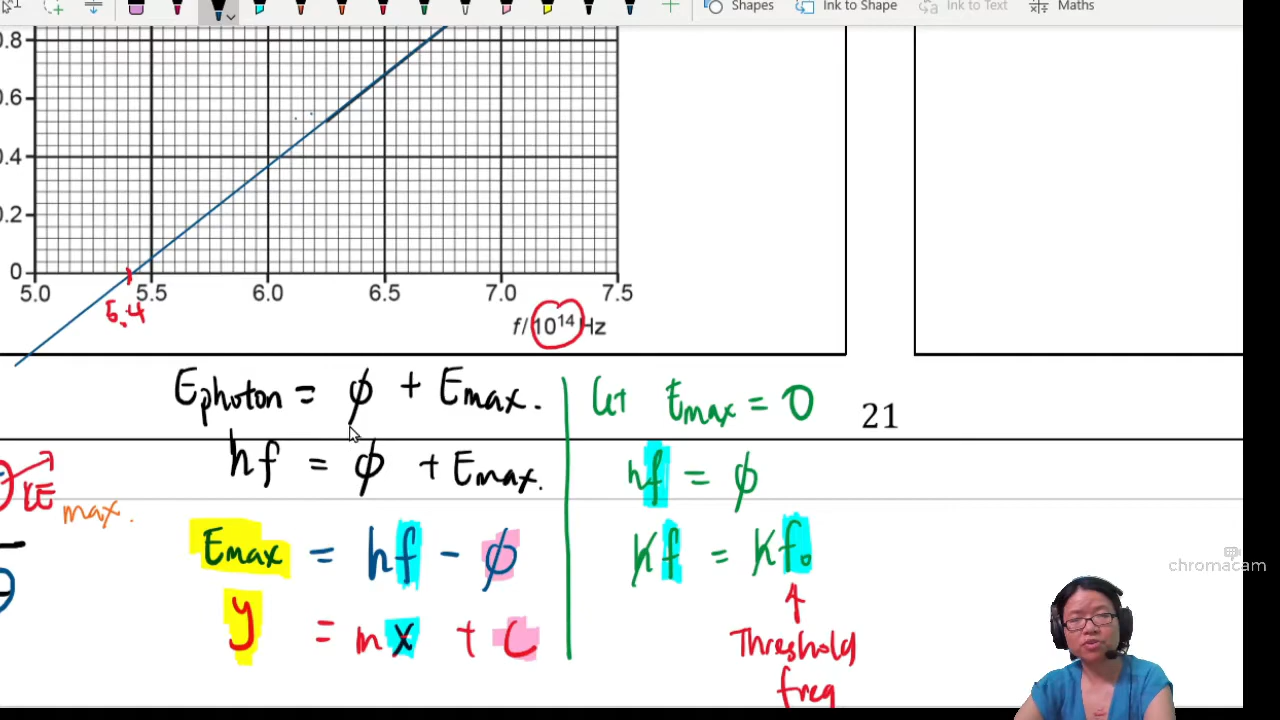 Shapes Ink to Shape Ink to Text Maths
0.8
0.6
0.4
0.2
0
5.0 5.5 6.0 6.5 7.0 7.5
5.4
f/10¹⁴ Hz
Ephoton = ϕ + Emax.
hf = ϕ + Emax.
Emax = hf - ϕ
y = mx + c
Let Emax = 0
hf = ϕ
hf = hf₀
Threshold
freq
21
KE max.
chromacam